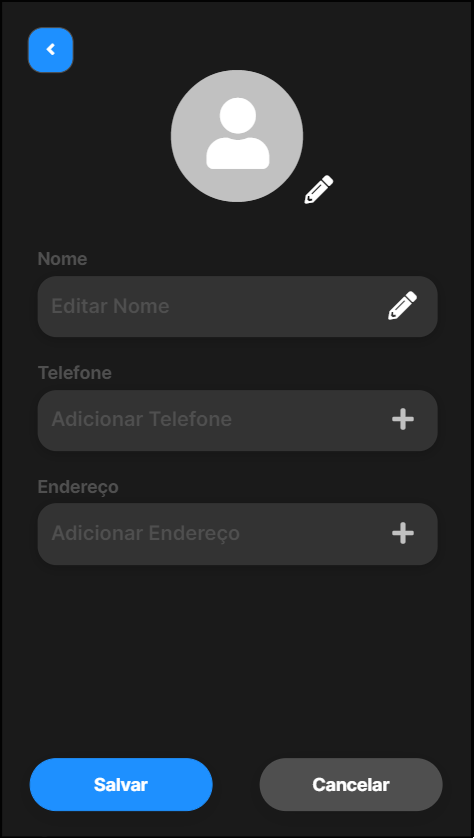 Nome
Editar Nome
Telefone
Adicionar Telefone
Endereço
Adicionar Endereço
Salvar
Cancelar